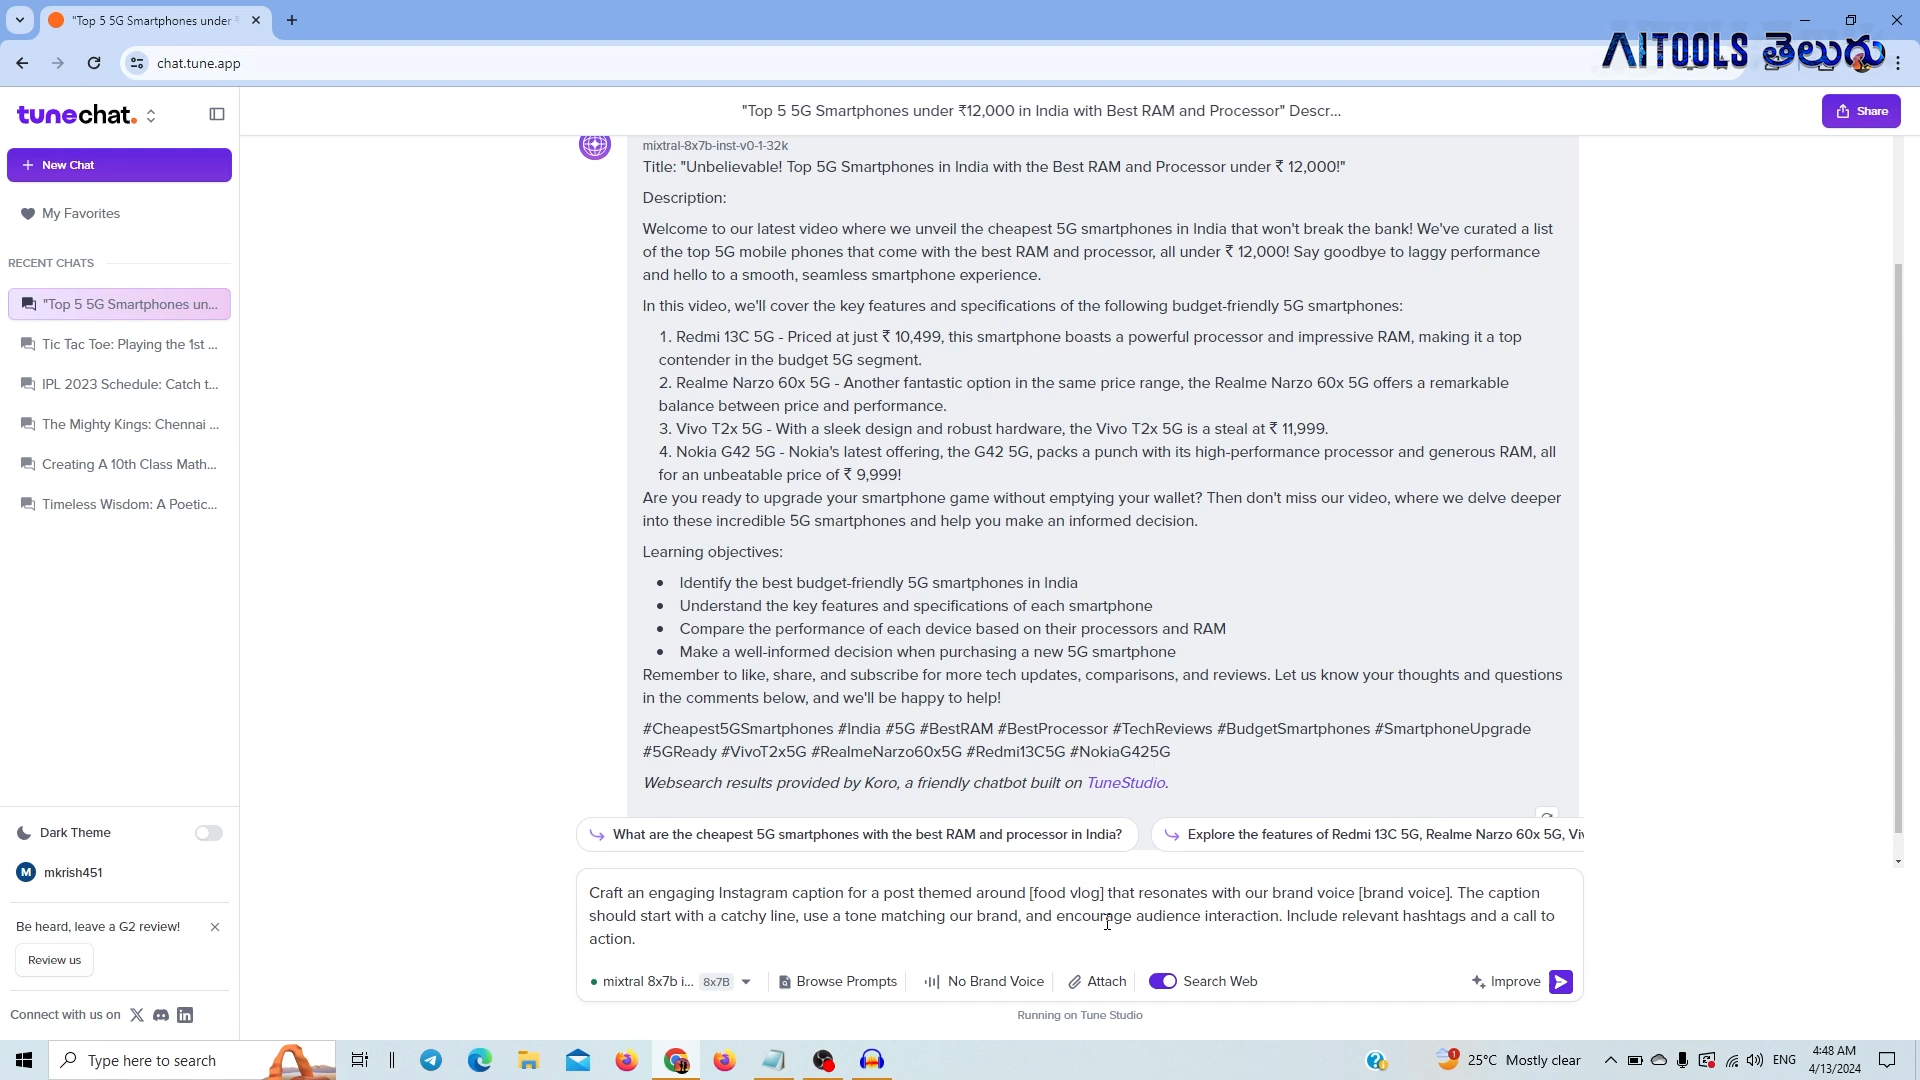 "Top 5 5G Smartphones under
chat.tune.app
AITOOLS తెలుగు
tunechat.
"Top 5 5G Smartphones under ₹12,000 in India with Best RAM and Processor" Descr...
Share
New Chat
My Favorites
RECENT CHATS
"Top 5 5G Smartphones un...
Tic Tac Toe: Playing the 1st ...
IPL 2023 Schedule: Catch t...
The Mighty Kings: Chennai ...
Creating A 10th Class Math...
Timeless Wisdom: A Poetic...
Dark Theme
M mkrish451
Be heard, leave a G2 review!
Review us
Connect with us on
mixtral-8x7b-inst-v0-1-32k
Title: "Unbelievable! Top 5G Smartphones in India with the Best RAM and Processor under ₹ 12,000!"
Description:
Welcome to our latest video where we unveil the cheapest 5G smartphones in India that won't break the bank! We've curated a list
of the top 5G mobile phones that come with the best RAM and processor, all under ₹ 12,000! Say goodbye to laggy performance
and hello to a smooth, seamless smartphone experience.
In this video, we'll cover the key features and specifications of the following budget-friendly 5G smartphones:
1. Redmi 13C 5G - Priced at just ₹ 10,499, this smartphone boasts a powerful processor and impressive RAM, making it a top
contender in the budget 5G segment.
2. Realme Narzo 60x 5G - Another fantastic option in the same price range, the Realme Narzo 60x 5G offers a remarkable
balance between price and performance.
3. Vivo T2x 5G - With a sleek design and robust hardware, the Vivo T2x 5G is a steal at ₹ 11,999.
4. Nokia G42 5G - Nokia's latest offering, the G42 5G, packs a punch with its high-performance processor and generous RAM, all
for an unbeatable price of ₹ 9,999!
Are you ready to upgrade your smartphone game without emptying your wallet? Then don't miss our video, where we delve deeper
into these incredible 5G smartphones and help you make an informed decision.
Learning objectives:
• Identify the best budget-friendly 5G smartphones in India
• Understand the key features and specifications of each smartphone
• Compare the performance of each device based on their processors and RAM
• Make a well-informed decision when purchasing a new 5G smartphone
Remember to like, share, and subscribe for more tech updates, comparisons, and reviews. Let us know your thoughts and questions
in the comments below, and we'll be happy to help!
#Cheapest5GSmartphones #India #5G #BestRAM #BestProcessor #TechReviews #BudgetSmartphones #SmartphoneUpgrade
#5GReady #VivoT2x5G #RealmeNarzo60x5G #Redmi13C5G #NokiaG425G
Websearch results provided by Koro, a friendly chatbot built on TuneStudio.
What are the cheapest 5G smartphones with the best RAM and processor in India?
Explore the features of Redmi 13C 5G, Realme Narzo 60x 5G, Viv
Craft an engaging Instagram caption for a post themed around [food vlog] that resonates with our brand voice [brand voice]. The caption
should start with a catchy line, use a tone matching our brand, and encourage audience interaction. Include relevant hashtags and a call to
action.
mixtral 8x7b i... 8x7B Browse Prompts No Brand Voice Attach Search Web Improve
Running on Tune Studio
Type here to search
25°C Mostly clear
ENG
4:48 AM
4/13/2024